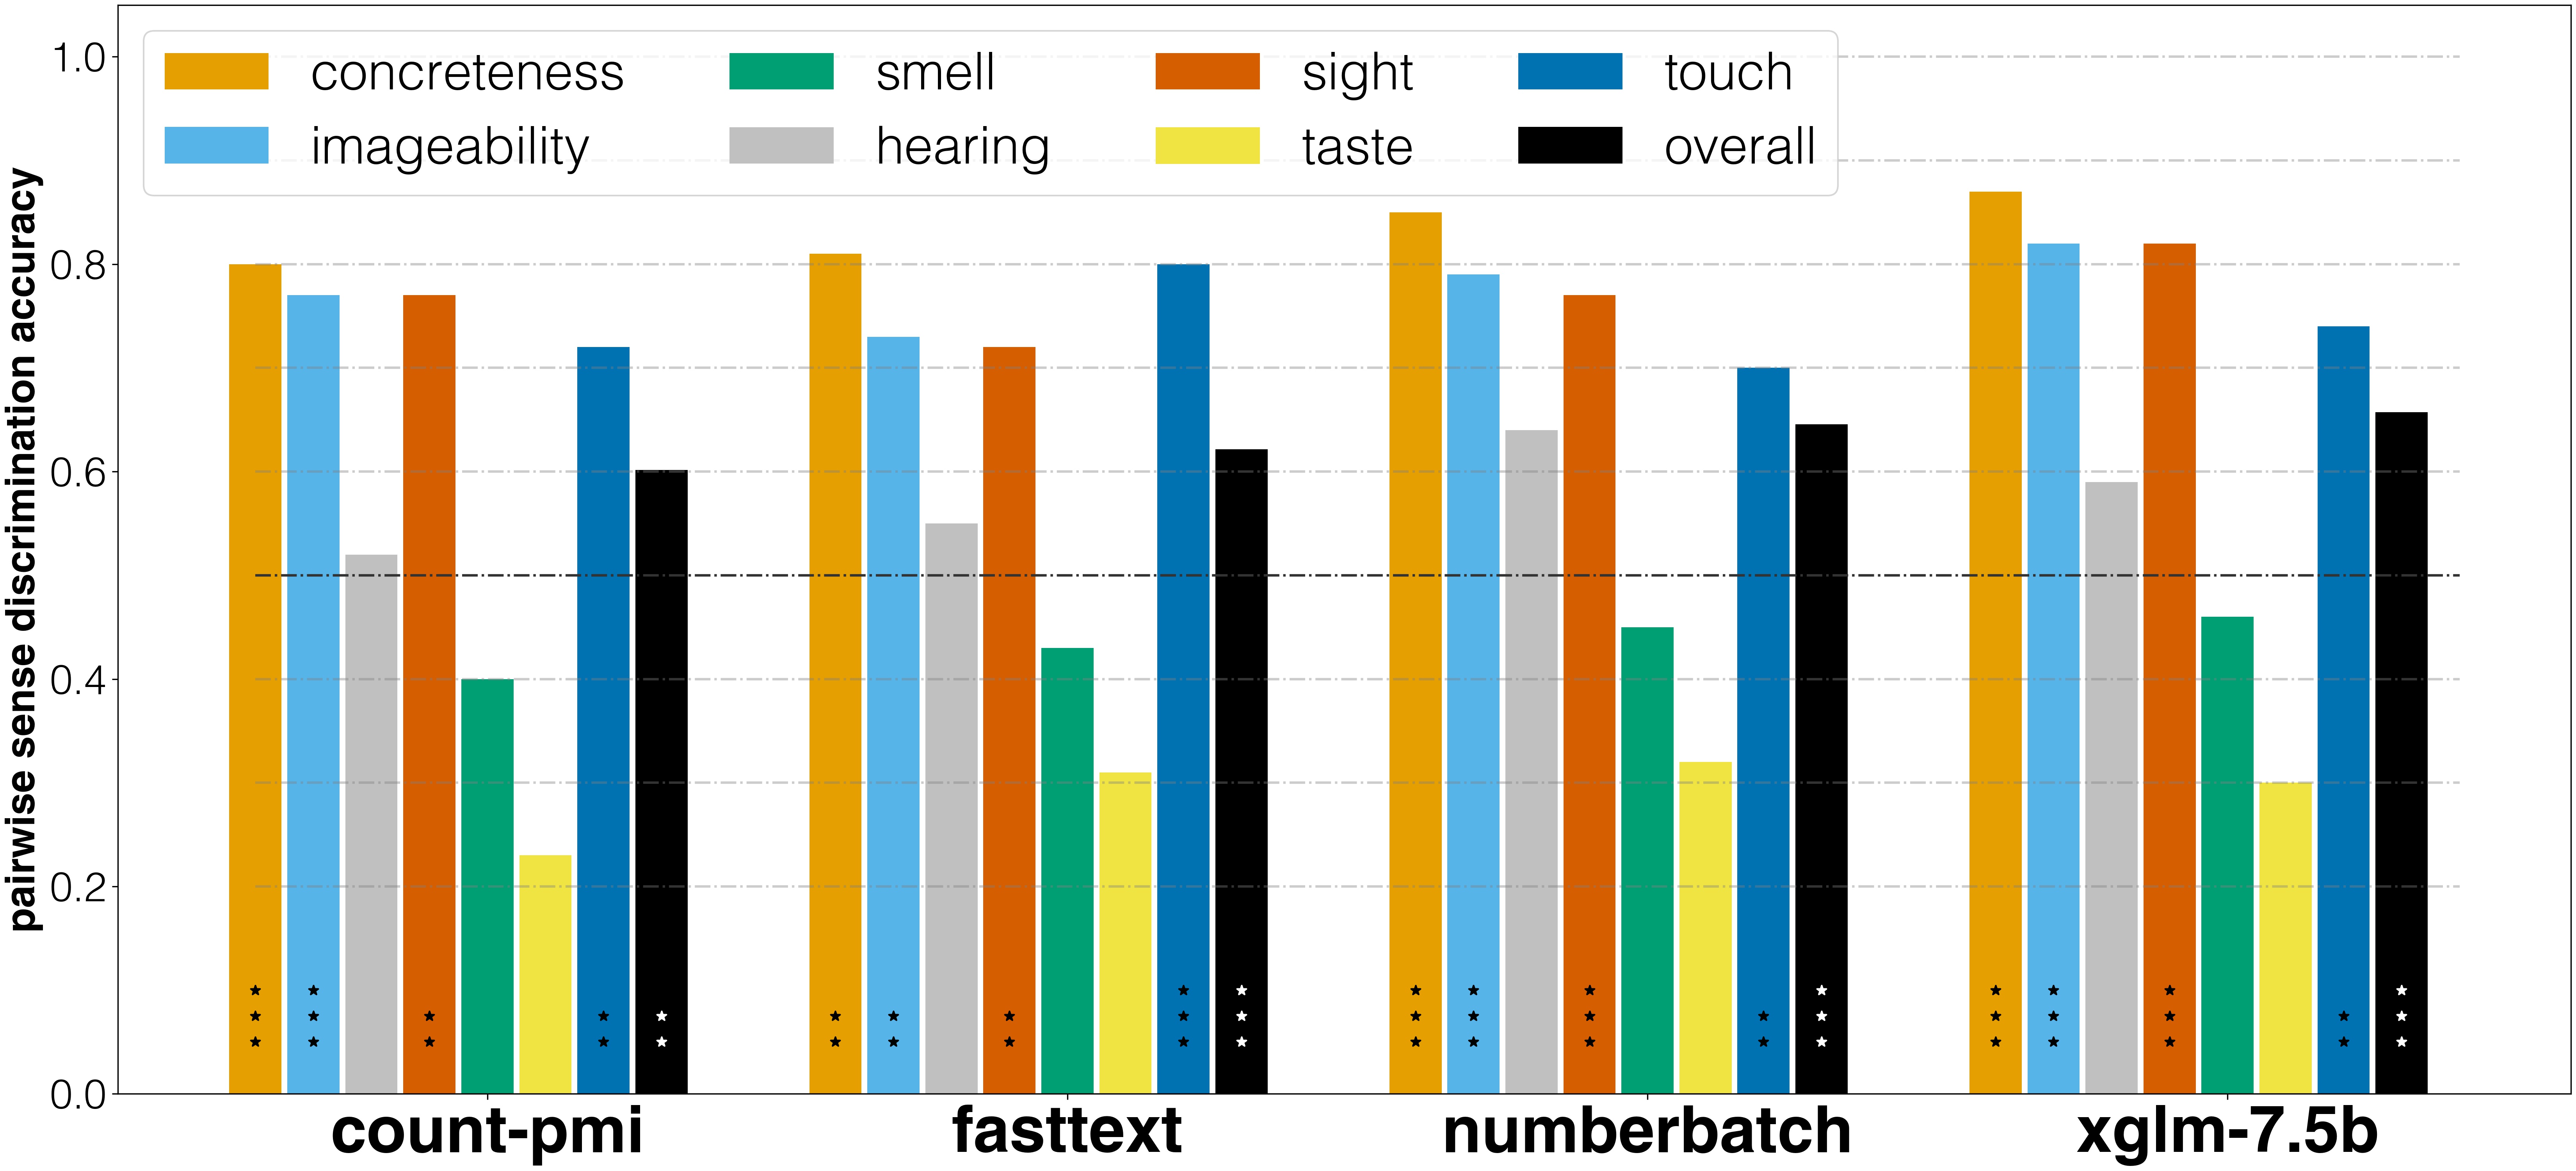 pairwise sense discrimination accuracy
1.0
0.8
0.6
0.4
0.2
0.0
concreteness smell sight touch
imageability hearing taste overall
count-pmi fasttext numberbatch xglm-7.5b